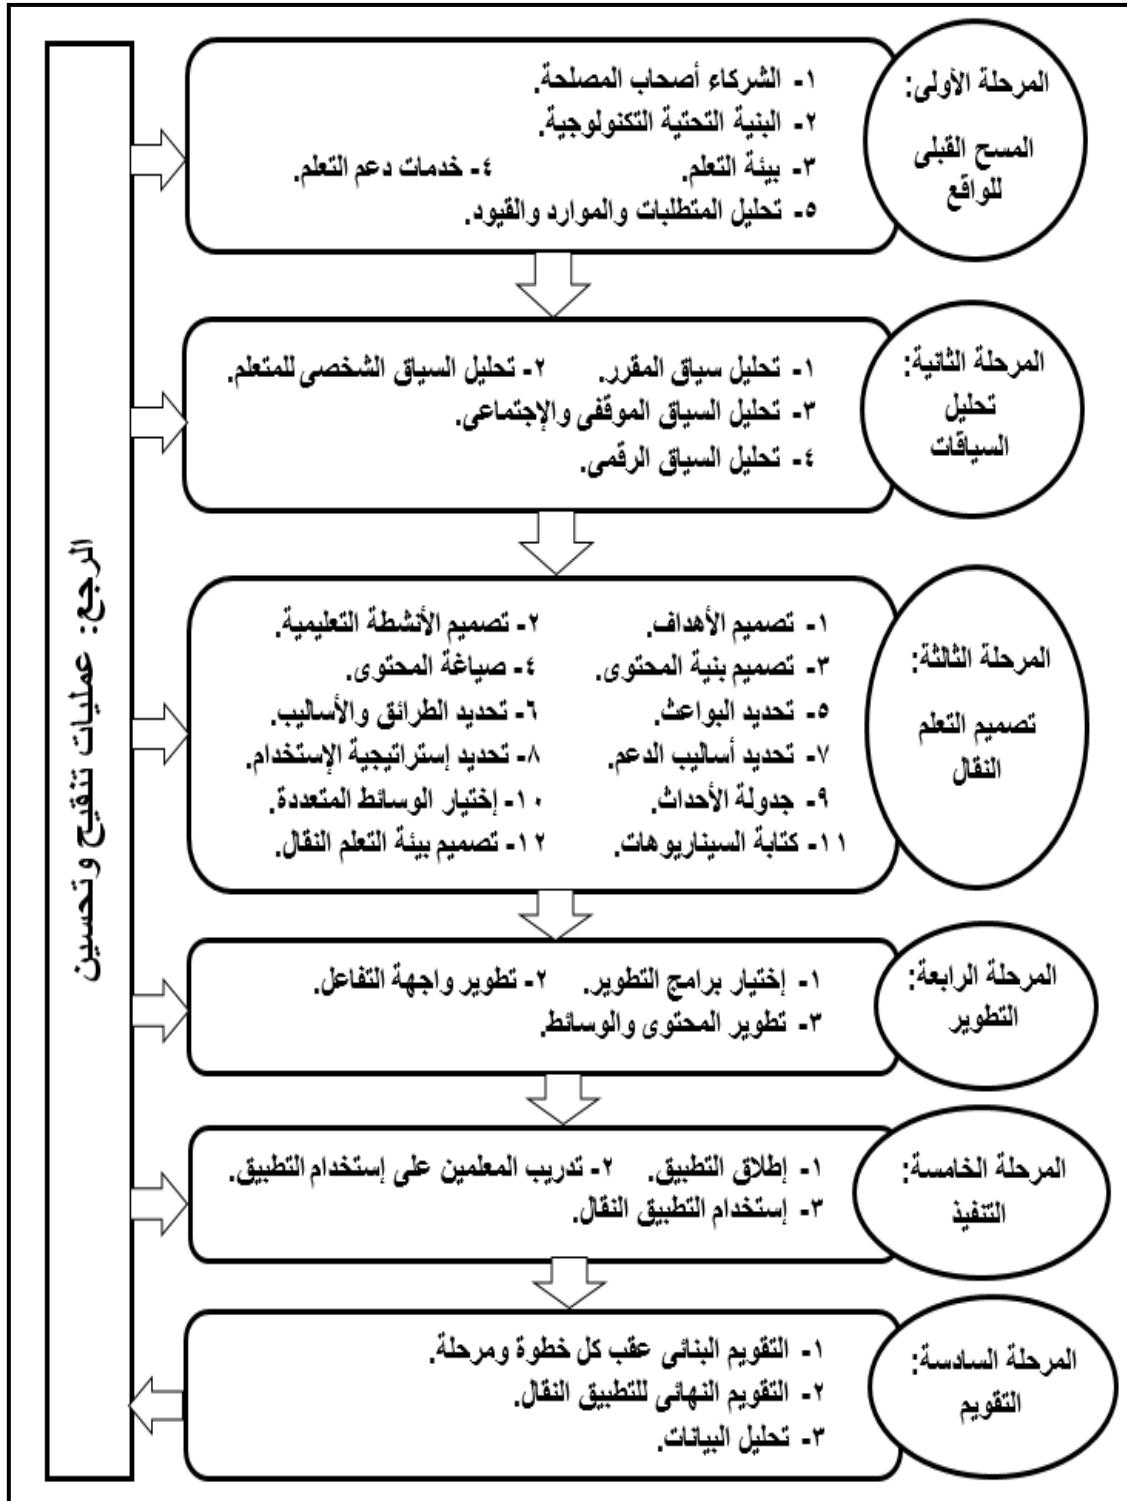 المرحلة الأولى:
المسح القبلى
للواقع
١- الشركاء أصحاب المصلحة.
٢- البنية التحتية التكنولوجية.
٣- بيئة التعلم. ٤- خدمات دعم التعلم.
٥- تحليل المتطلبات والموارد والقيود.
المرحلة الثانية:
تحليل
السياقات
١- تحليل سياق المقرر. ٢- تحليل السياق الشخصى للمتعلم.
٣- تحليل السياق الموقفى والإجتماعى.
٤- تحليل السياق الرقمى.
المرحلة الثالثة:
تصميم التعلم
النقال
١- تصميم الأهداف. ٢- تصميم الأنشطة التعليمية.
٣- تصميم بنية المحتوى. ٤- صياغة المحتوى.
٥- تحديد البواعث. ٦- تحديد الطرائق والأساليب.
٧- تحديد أساليب الدعم. ٨- تحديد إستراتيجية الإستخدام.
٩- جدولة الأحداث. ١٠- إختيار الوسائط المتعددة.
١١- كتابة السيناريوهات. ١٢- تصميم بيئة التعلم النقال.
المرحلة الرابعة:
التطوير
١- إختيار برامج التطوير. ٢- تطوير واجهة التفاعل.
٣- تطوير المحتوى والوسائط.
المرحلة الخامسة:
التنفيذ
١- إطلاق التطبيق. ٢- تدريب المعلمين على إستخدام التطبيق.
٣- إستخدام التطبيق النقال.
المرحلة السادسة:
التقويم
١- التقويم البنائى عقب كل خطوة ومرحلة.
٢- التقويم النهائى للتطبيق النقال.
٣- تحليل البيانات.
الرجع: عمليات تنقيح وتحسين